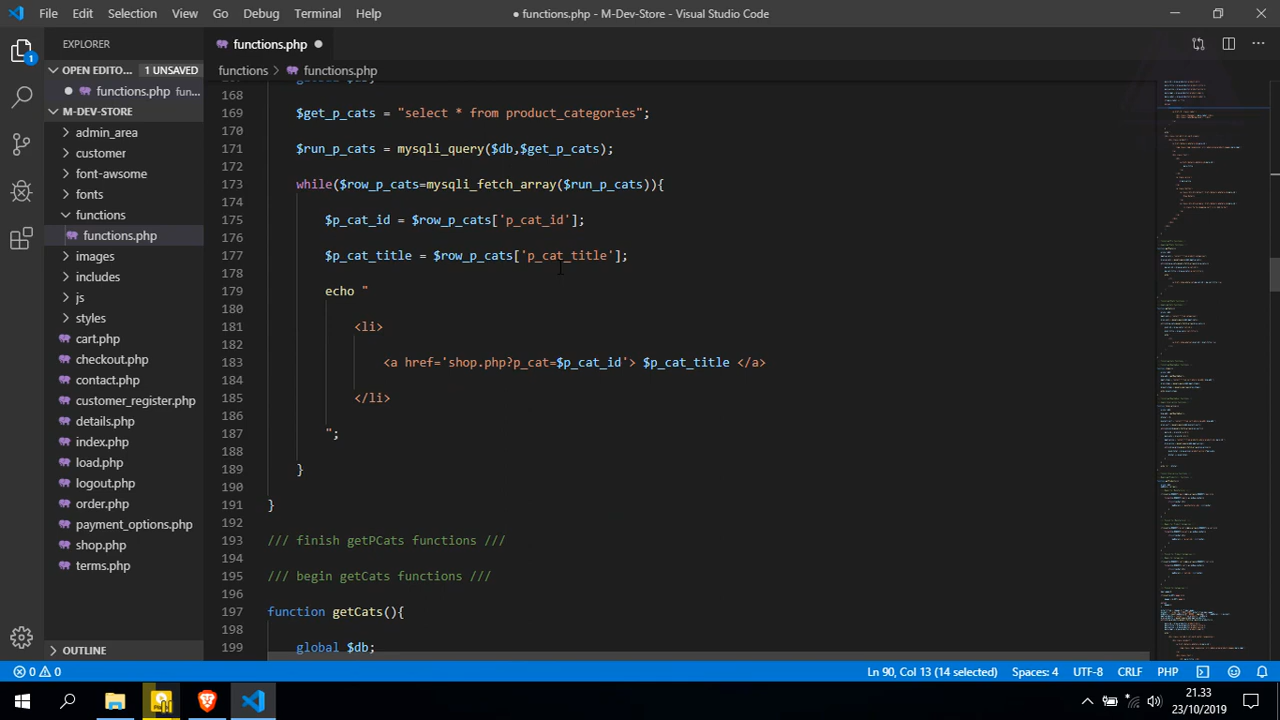 File Edit Selection View Go Debug Terminal Help
● functions.php - M-Dev-Store - Visual Studio Code
EXPLORER
functions.php ●
OPEN EDITO... 1 UNSAVED
● functions.php fun...
M-DEV-STORE
admin_area
customer
font-awsome
fonts
functions
functions.php
images
includes
js
styles
cart.php
checkout.php
contact.php
customer_register.php
details.php
index.php
load.php
logout.php
order.php
payment_options.php
shop.php
terms.php
OUTLINE
functions > functions.php
168
169 $get_p_cats = "select * from product_categories";
170
171 $run_p_cats = mysqli_query($db,$get_p_cats);
172
173 while($row_p_cats=mysqli_fetch_array($run_p_cats)){
174
175 $p_cat_id = $row_p_cats['p_cat_id'];
176
177 $p_cat_title = $row_p_cats['p_cat_title'];
178
179 echo "
180
181 <li>
182
183 <a href='shop.php?p_cat=$p_cat_id'> $p_cat_title </a>
184
185 </li>
186
187 ";
188
189 }
190
191 }
192
193 /// finish getPCats functions ///
194
195 /// begin getCats functions ///
196
197 function getCats(){
198
199 global $db;
0 0
Ln 90, Col 13 (14 selected) Spaces: 4 UTF-8 CRLF PHP
1
21.33
23/10/2019